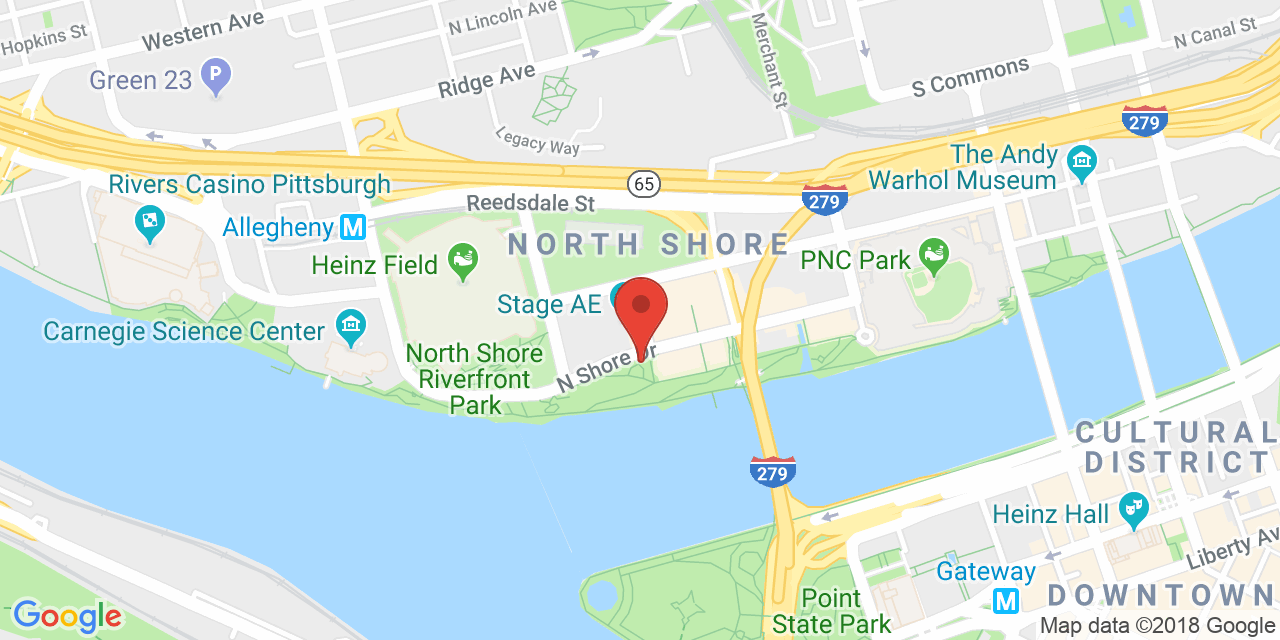 Hopkins St
Western Ave
N Lincoln Ave
Merchant St
N Canal St
Green 23
P
Ridge Ave
S Commons
Legacy Way
279
The Andy
Warhol Museum
Rivers Casino Pittsburgh
65
279
Reedsdale St
Allegheny M
NORTH SHORE
Heinz Field
PNC Park
Stage AE
Carnegie Science Center
North Shore
Riverfront
Park
N Shore Dr
CULTURAL
DISTRICT
279
Heinz Hall
Liberty Av
Gateway
M
DOWNTOWN
Point
State Park
Google
Map data ©2018 Google